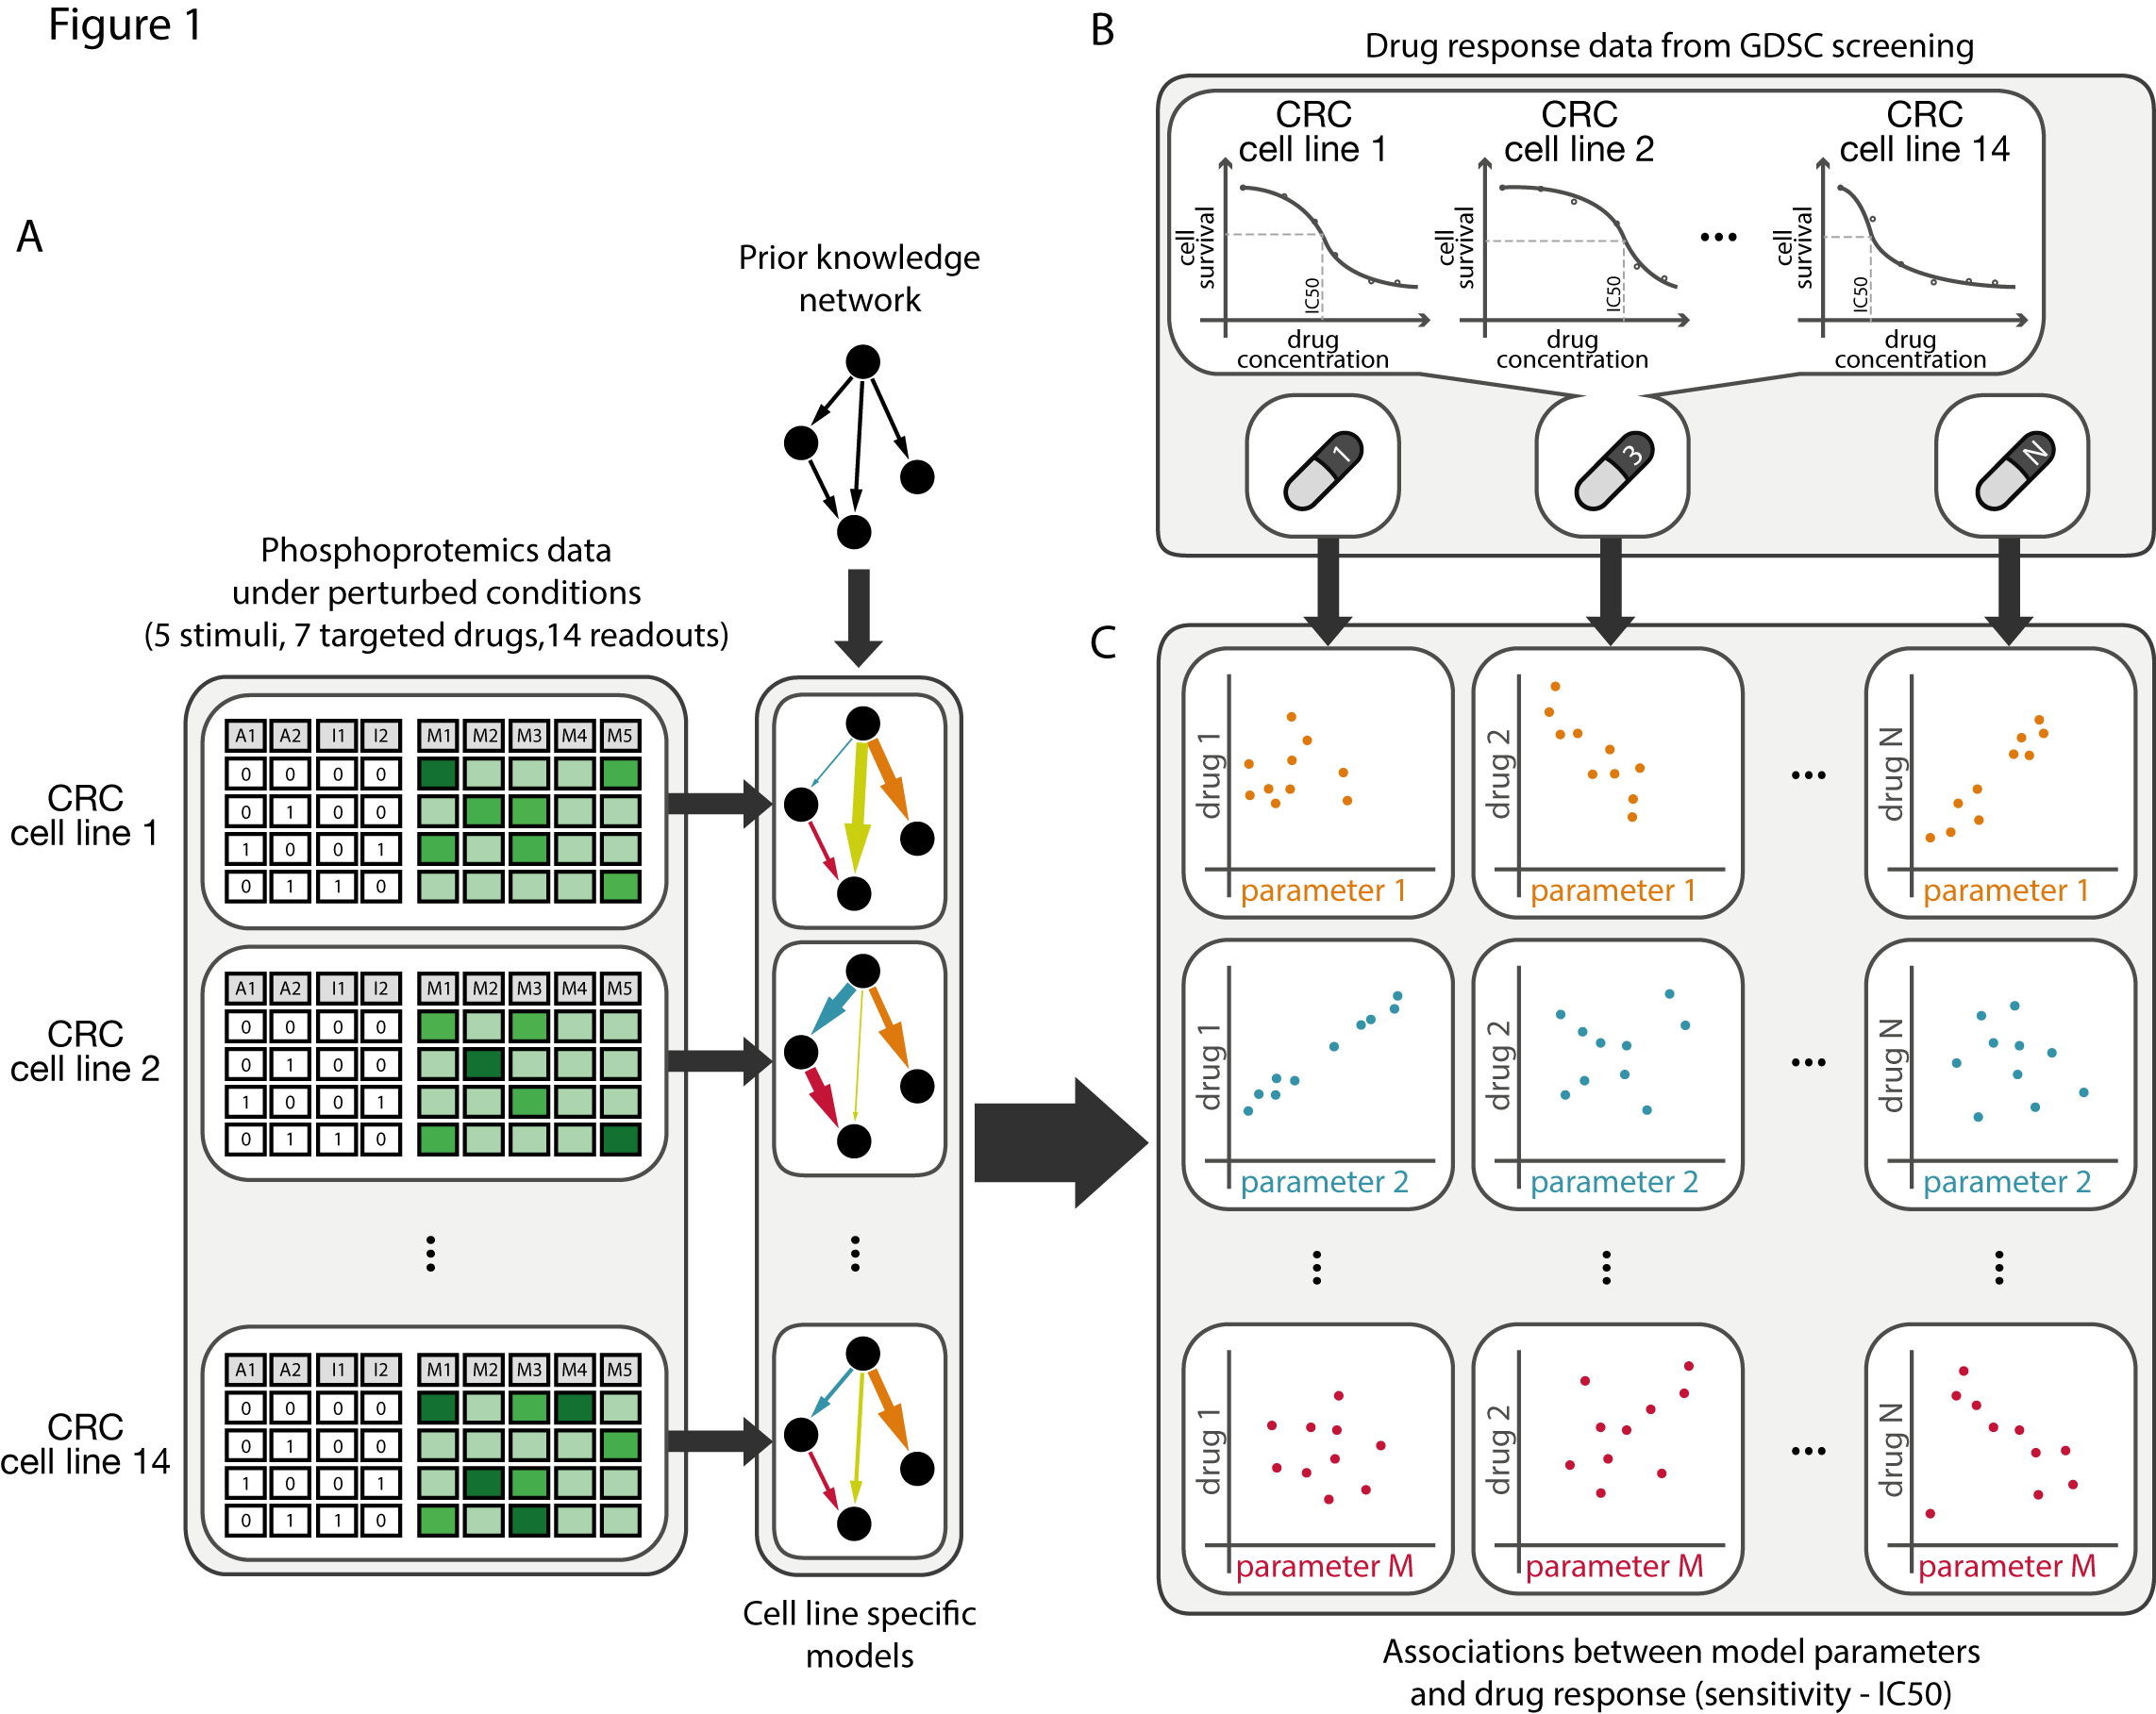 Figure 1
A
Prior knowledge
network
Phosphoprotemics data
under perturbed conditions
(5 stimuli, 7 targeted drugs,14 readouts)
CRC
cell line 1
A1 A2 I1 I2 M1 M2 M3 M4 M5
0 0 0 0
0 1 0 0
1 0 0 1
0 1 1 0
CRC
cell line 2
A1 A2 I1 I2 M1 M2 M3 M4 M5
0 0 0 0
0 1 0 0
1 0 0 1
0 1 1 0
CRC
cell line 14
A1 A2 I1 I2 M1 M2 M3 M4 M5
0 0 0 0
0 1 0 0
1 0 0 1
0 1 1 0
Cell line specific
models
B
Drug response data from GDSC screening
CRC
cell line 1
cell
survival
IC50
drug
concentration
CRC
cell line 2
cell
survival
IC50
drug
concentration
CRC
cell line 14
cell
survival
IC50
drug
concentration
1
3
N
C
drug 1
parameter 1
drug 2
parameter 1
drug N
parameter 1
drug 1
parameter 2
drug 2
parameter 2
drug N
parameter 2
drug 1
parameter M
drug 2
parameter M
drug N
parameter M
Associations between model parameters
and drug response (sensitivity - IC50)